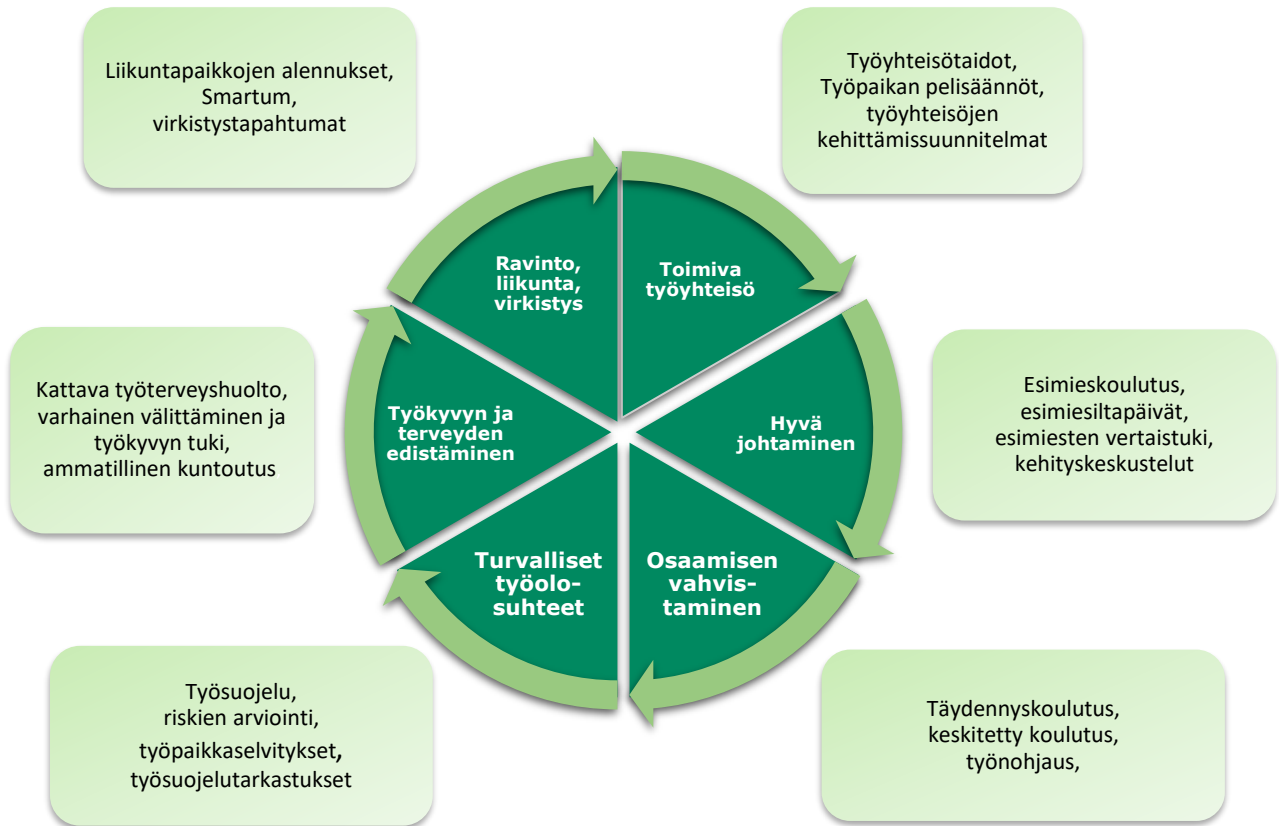 Liikuntapaikkojen alennukset,
Smartum,
virkistystapahtumat
Työyhteisötaidot,
Työpaikan pelisäännöt,
työyhteisöjen
kehittämissuunnitelmat
Ravinto,
liikunta,
virkistys
Toimiva
työyhteisö
Kattava työterveyshuolto,
varhainen välittäminen ja
työkyvyn tuki,
ammatillinen kuntoutus
Työkyvyn ja
terveyden
edistäminen
Hyvä
johtaminen
Esimieskoulutus,
esimiesiltapäivät,
esimiesten vertaistuki,
kehityskeskustelut
Turvalliset
työolo-
suhteet
Osaamisen
vahvis-
taminen
Työsuojelu,
riskien arviointi,
työpaikkaselvitykset,
työsuojelutarkastukset
Täydennyskoulutus,
keskitetty koulutus,
työnohjaus,